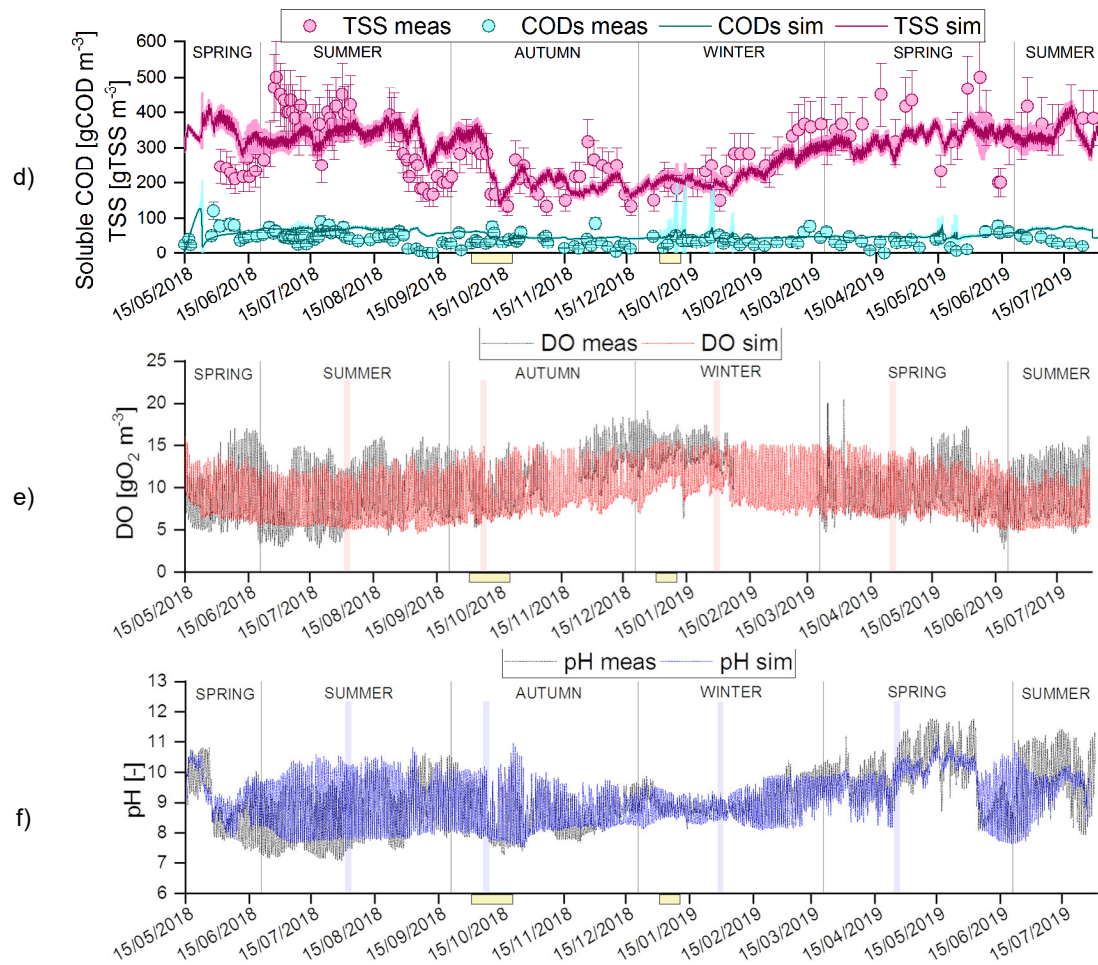 TSS meas CODs meas CODs sim TSS sim
SPRING SUMMER AUTUMN WINTER SPRING SUMMER
d)
Soluble COD [gCOD m-3]
TSS [gTSS m-3]
600
500
400
300
200
100
0
15/05/2018 15/06/2018 15/07/2018 15/08/2018 15/09/2018 15/10/2018 15/11/2018 15/12/2018 15/01/2019 15/02/2019 15/03/2019 15/04/2019 15/05/2019 15/06/2019 15/07/2019
DO meas DO sim
SPRING SUMMER AUTUMN WINTER SPRING SUMMER
e)
DO [gO2 m-3]
25
20
15
10
5
0
15/05/2018 15/06/2018 15/07/2018 15/08/2018 15/09/2018 15/10/2018 15/11/2018 15/12/2018 15/01/2019 15/02/2019 15/03/2019 15/04/2019 15/05/2019 15/06/2019 15/07/2019
pH meas pH sim
SPRING SUMMER AUTUMN WINTER SPRING SUMMER
f)
pH [-]
13
12
11
10
9
8
7
6
15/05/2018 15/06/2018 15/07/2018 15/08/2018 15/09/2018 15/10/2018 15/11/2018 15/12/2018 15/01/2019 15/02/2019 15/03/2019 15/04/2019 15/05/2019 15/06/2019 15/07/2019